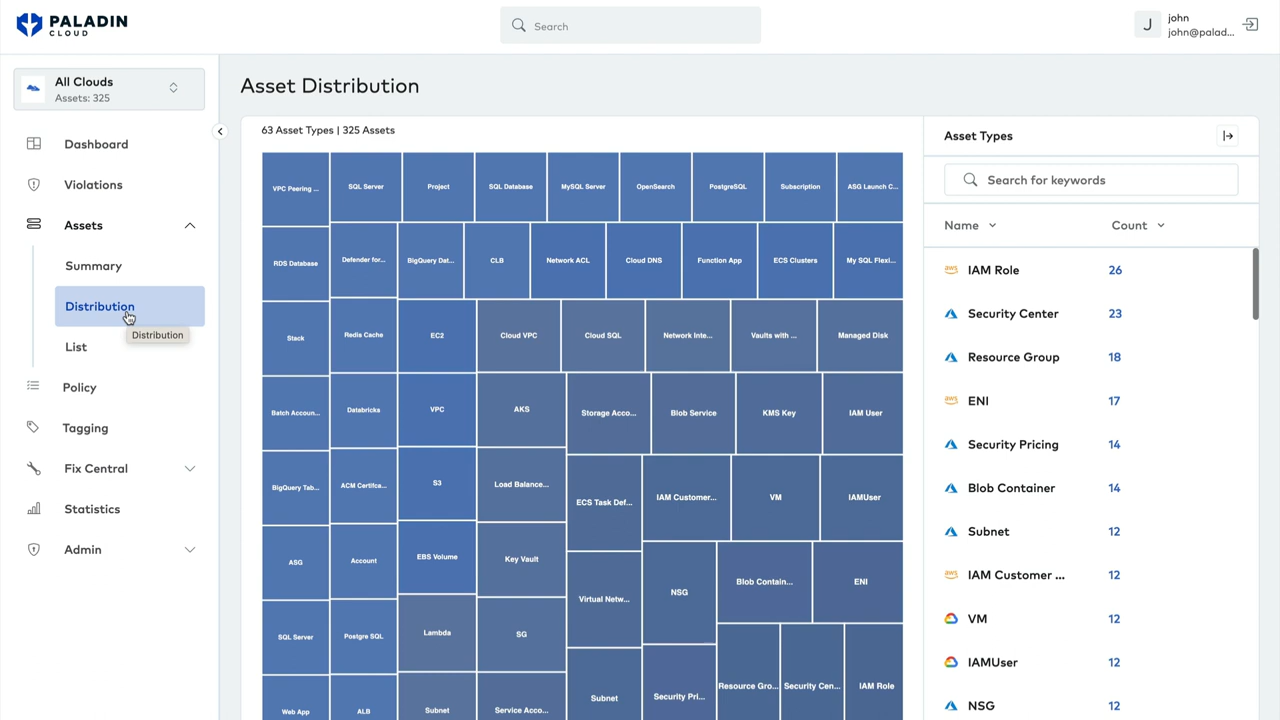 PALADIN
CLOUD
Search
J
john
john@palad...
All Clouds
Assets: 325
Dashboard
Violations
Assets
Summary
Distribution
Distribution
List
Policy
Tagging
Fix Central
Statistics
Admin
Asset Distribution
63 Asset Types | 325 Assets
VPC Peering ...
SQL Server
Project
SQL Database
MySQL Server
OpenSearch
PostgreSQL
Subscription
ASG Launch C...
RDS Database
Defender for...
BigQuery Dat...
CLB
Network ACL
Cloud DNS
Function App
ECS Clusters
My SQL Flexi...
Stack
Redis Cache
EC2
Cloud VPC
Cloud SQL
Network Inte...
Vaults with ...
Managed Disk
Batch Accoun...
Databricks
VPC
AKS
Storage Acco...
Blob Service
KMS Key
IAM User
BigQuery Tab...
ACM Certifca...
S3
Load Balance...
ECS Task Def...
IAM Customer...
VM
IAMUser
ASG
Account
EBS Volume
Key Vault
Virtual Netw...
NSG
Blob Contain...
ENI
SQL Server
Postgre SQL
Lambda
SG
Subnet
Security Pri...
Resource Gro...
Security Cen...
IAM Role
Web App
ALB
Subnet
Service Acco...
Asset Types
Search for keywords
Name
Count
aws IAM Role 26
Security Center 23
Resource Group 18
aws ENI 17
Security Pricing 14
Blob Container 14
Subnet 12
aws IAM Customer ... 12
VM 12
IAMUser 12
NSG 12